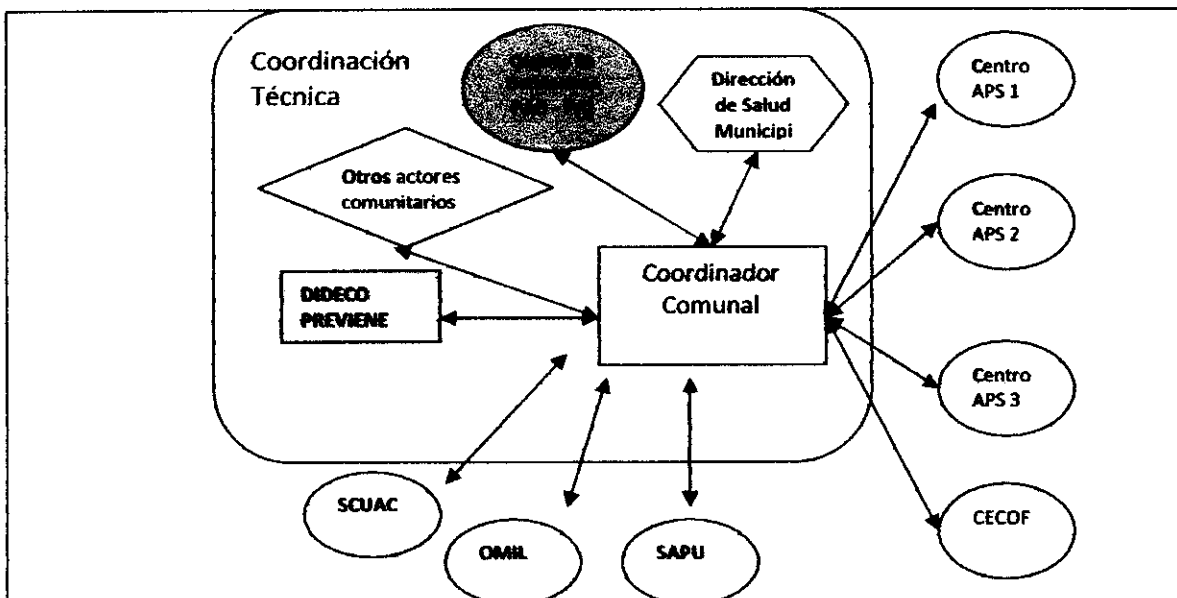 Coordinación
Técnica
Dirección
de Salud
Municipi
Centro
APS 1
Otros actores
comunitarios
Centro
APS 2
Coordinador
Comunal
DIDECO
PREVIENE
Centro
APS 3
SCUAC
OMIL
SAPU
CECOF